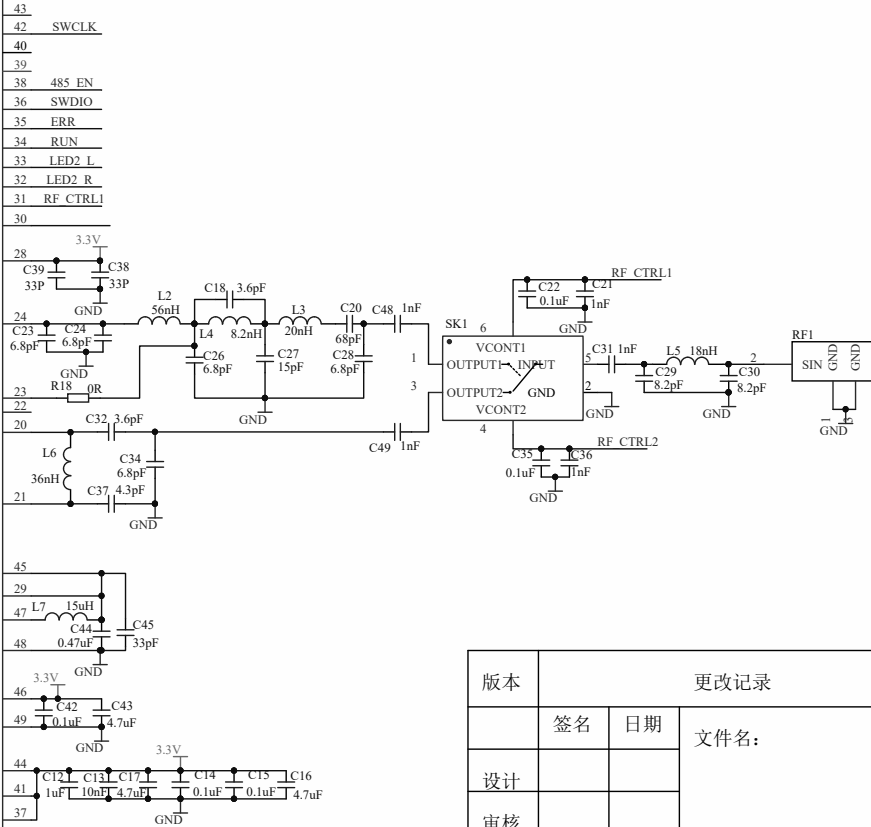 43
42 SWCLK
40
39
38 485_EN
36 SWDIO
35 ERR
34 RUN
33 LED2_L
32 LED2_R
31 RF_CTRL1
30
3.3V
28
C39 33P
C38 33P
GND
24
C23 6.8pF
C24 6.8pF
GND
L2 56nH
C18 3.6pF
L4 8.2nH
L3 20nH
C20 68pF
C48 1nF
C26 6.8pF
C27 15pF
C28 6.8pF
GND
23 R18 0R
22
20
C32 3.6pF
L6 36nH
C34 6.8pF
C37 4.3pF
21
GND
C49 1nF
SK1
6
VCONT1
1 OUTPUT1 INPUT 5
3 OUTPUT2 GND 2
VCONT2
4
C22 0.1uF
C21 1nF
RF_CTRL1
GND
C31 1nF
L5 18nH
C29 8.2pF
C30 8.2pF
GND
GND
2
RF1
SIN GND GND
1 3
GND
RF_CTRL2
C35 0.1uF
C36 1nF
GND
45
29
47 L7 15uH
C44 0.47uF
C45 33pF
48
GND
3.3V
46
C42 0.1uF
C43 4.7uF
49
GND
3.3V
44
C12 1uF
C13 10nF
C17 4.7uF
C14 0.1uF
C15 0.1uF
C16 4.7uF
41
37
GND
版本 更改记录
签名 日期 文件名：
设计
审核